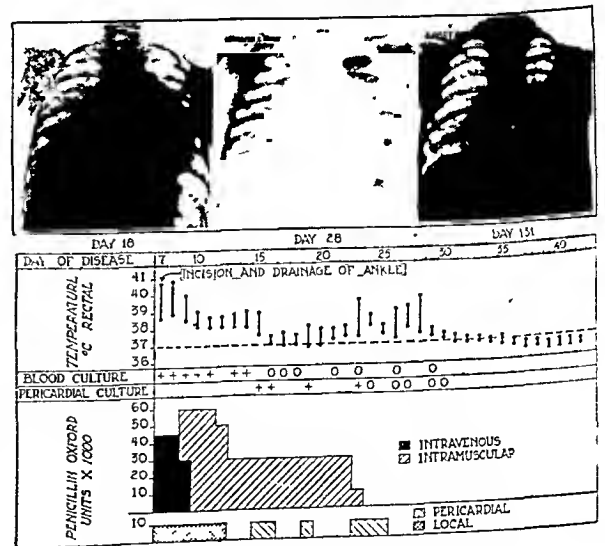 DAY 18 DAY 28 DAY 131
DAY OF DISEASE 7 10 15 20 25 30 35 40
TEMPERATURE °C RECTAL
41
40
39
38
37
36
[INCISION AND DRAINAGE OF ANKLE]
BLOOD CULTURE + + + + + + + + O O O O O O O O
PERICARDIAL CULTURE + + + + O O O O O
PENICILLIN OXFORD UNITS X 1000
60
50
40
30
20
10
10
INTRAVENOUS
INTRAMUSCULAR
PERICARDIAL
LOCAL